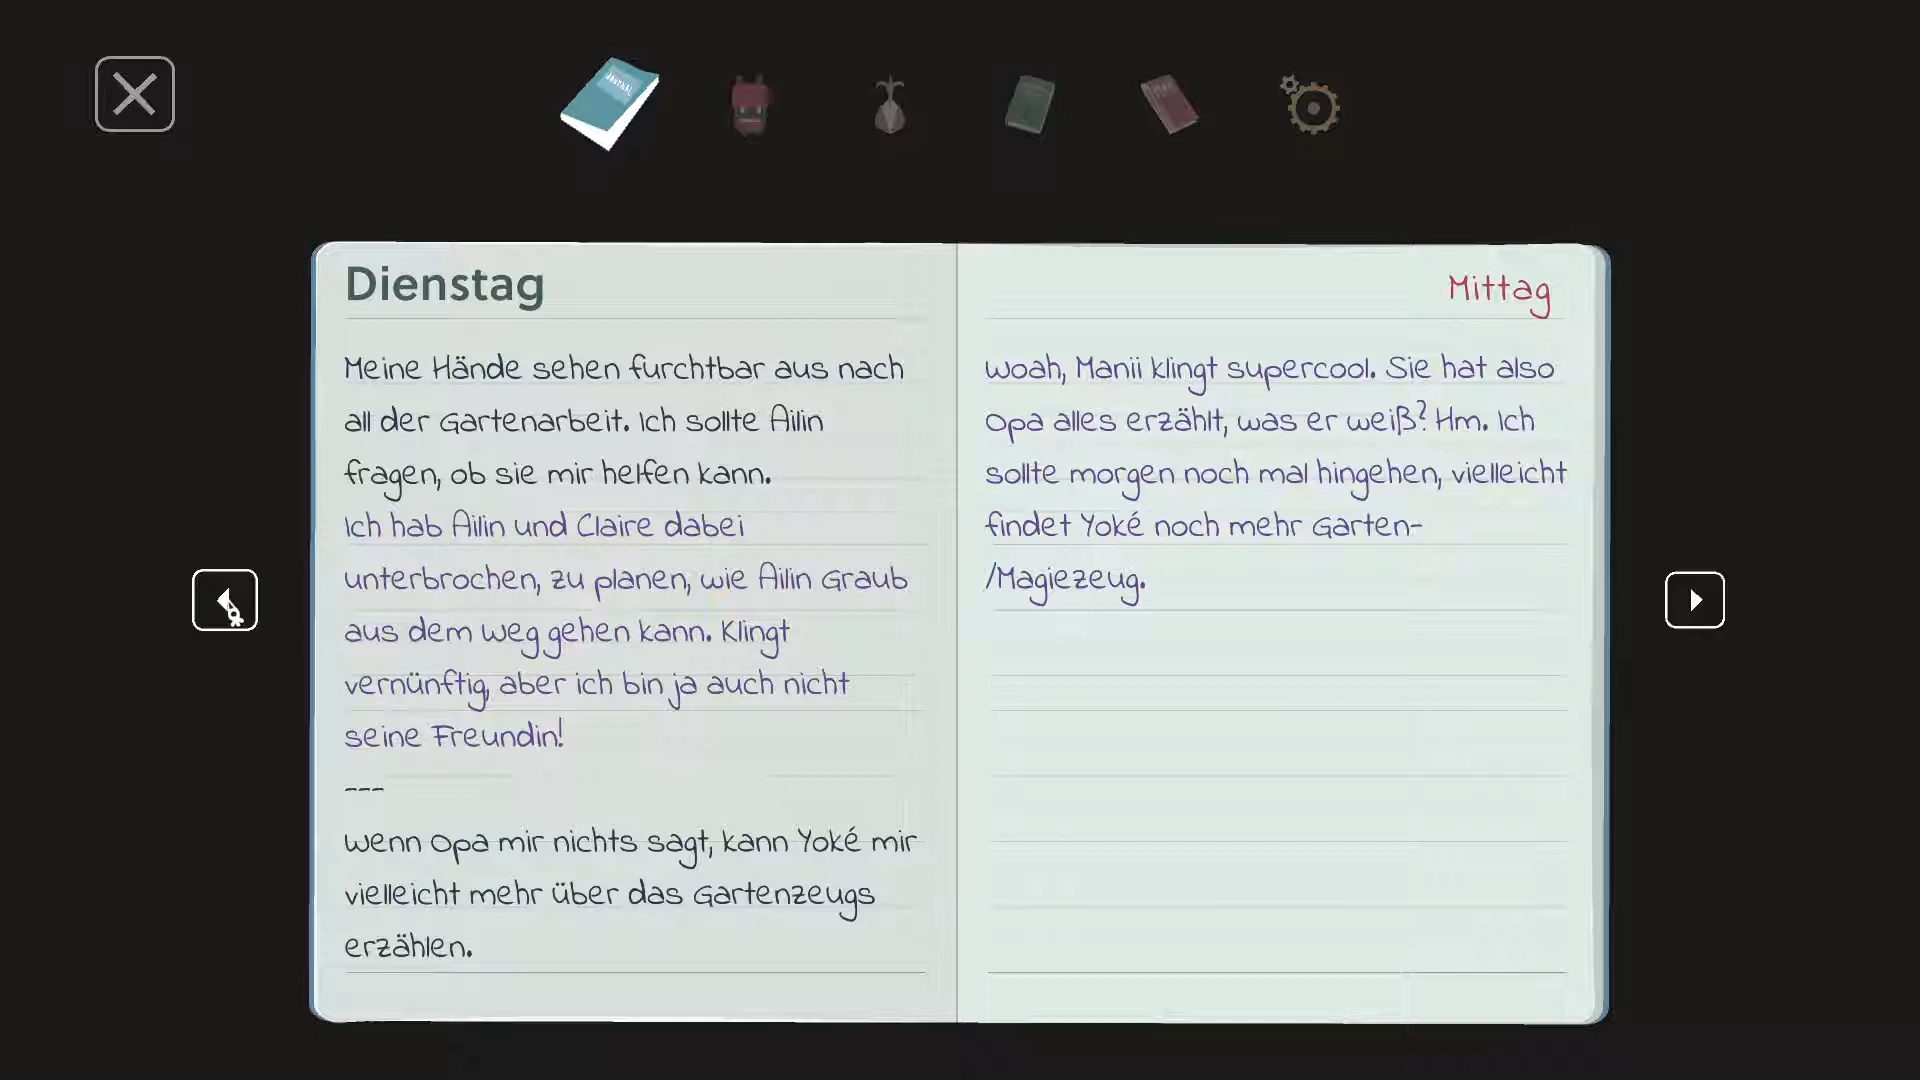 JOURNAL
Dienstag
Meine Hände sehen furchtbar aus nach
all der Gartenarbeit. Ich sollte Ailin
fragen, ob sie mir helfen kann.
Ich hab Ailin und Claire dabei
unterbrochen, zu planen, wie Ailin Graub
aus dem Weg gehen kann. Klingt
vernünftig, aber ich bin ja auch nicht
seine Freundin!
---
Wenn Opa mir nichts sagt, kann Yoké mir
vielleicht mehr über das Gartenzeugs
erzählen.
Mittag
Woah, Manii klingt supercool. Sie hat also
Opa alles erzählt, was er weiß? Hm. Ich
sollte morgen noch mal hingehen, vielleicht
findet Yoké noch mehr Garten-
/Magiezeug.